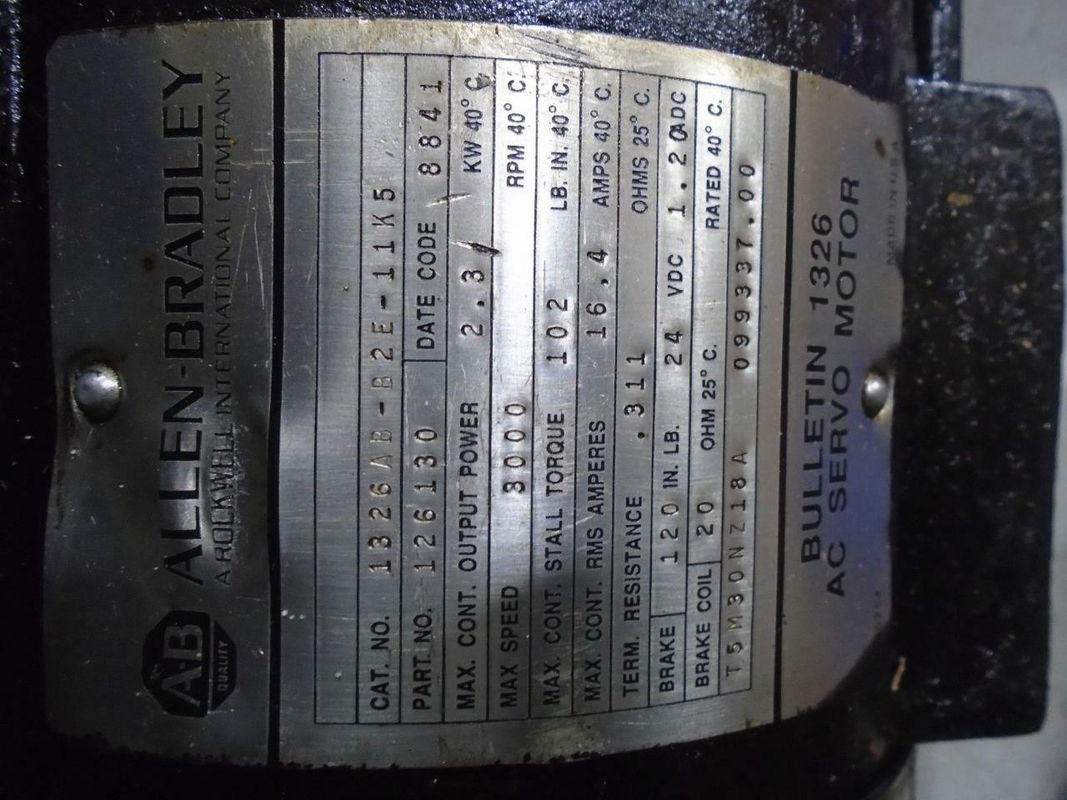 AB QUALITY
ALLEN-BRADLEY
A ROCKWELL INTERNATIONAL COMPANY
CAT. NO. 1326AB-B2E-11K5
PART. NO. 126130 DATE CODE 8841
MAX. CONT. OUTPUT POWER 2.3 KW 40° C.
MAX SPEED 3000 RPM 40° C.
MAX. CONT. STALL TORQUE 102 LB. IN. 40° C.
MAX. CONT. RMS AMPERES 16.4 AMPS 40° C.
TERM. RESISTANCE .311 OHMS 25° C.
BRAKE 120 IN. LB. 24 VDC 1.20 ADC
BRAKE COIL 20 OHM 25° C. RATED 40° C.
T5M30NZ18A 099337.00
BULLETIN 1326
AC SERVO MOTOR
MADE IN U.S.A.